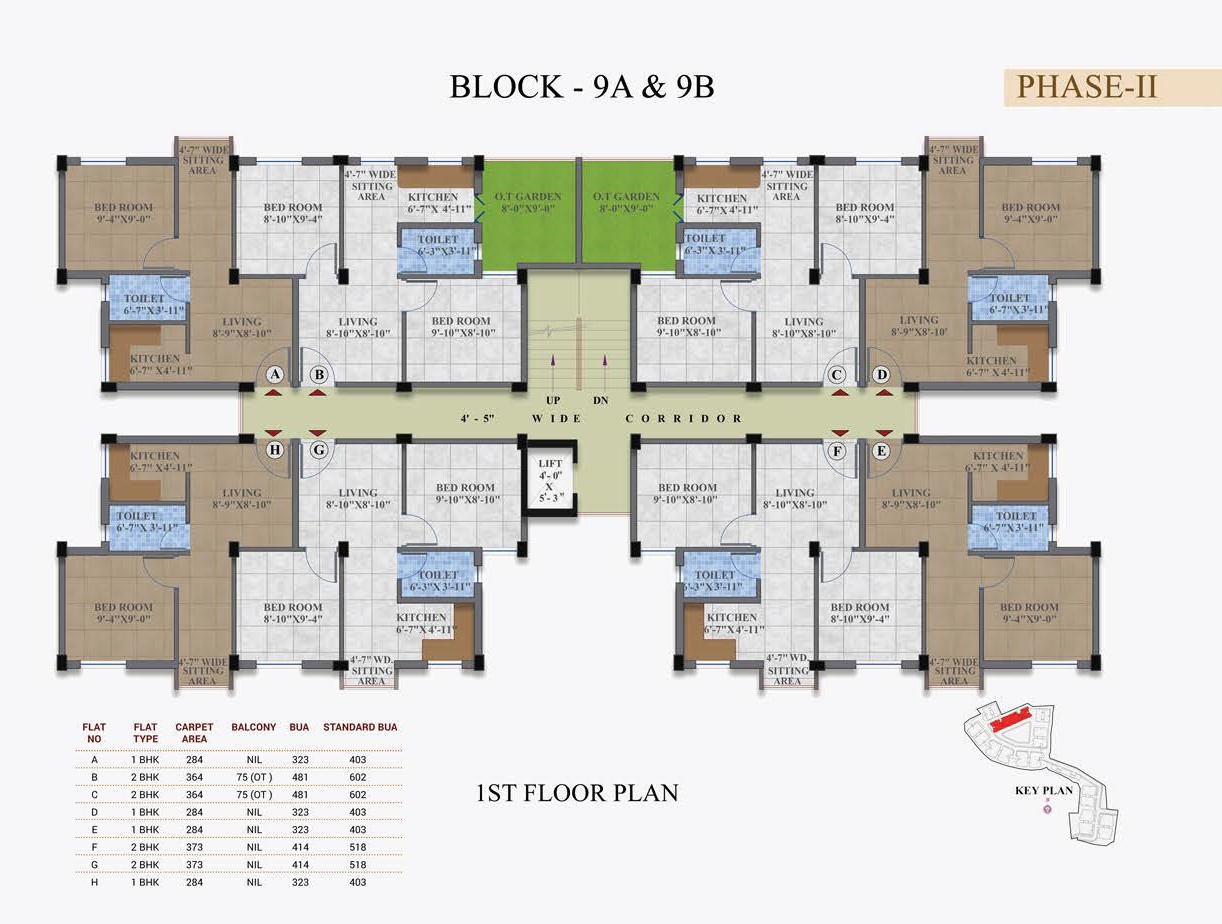 BLOCK - 9A & 9B
PHASE-II
4'-7" WIDE
SITTING
AREA
BED ROOM
9'-4"X9'-0"
BED ROOM
8'-10"X9'-4"
4'-7" WIDE
SITTING
AREA
KITCHEN
6'-7"X 4'-11"
TOILET
6'-3"X3'-11"
O.T GARDEN
8'-0"X9'-0"
O.T GARDEN
8'-0"X9'-0"
KITCHEN
6'-7"X 4'-11"
TOILET
6'-3"X 3'-11"
4'-7" WIDE
SITTING
AREA
BED ROOM
8'-10"X9'-4"
4'-7" WIDE
SITTING
AREA
BED ROOM
9'-4"X9'-0"
TOILET
6'-7"X 3'-11"
LIVING
8'-9"X8'-10"
KITCHEN
6'-7" X4'-11"
LIVING
8'-10"X8'-10"
BED ROOM
9'-10"X8'-10"
BED ROOM
9'-10"X8'-10"
LIVING
8'-10"X8'-10"
LIVING
8'-9"X8'-10'
TOILET
6'-7"X3'-11"
KITCHEN
6'-7" X 4'-11"
A
B
C
D
UP
DN
4' - 5" WIDE CORRIDOR
H
G
F
E
KITCHEN
6'-7" X4'-11"
LIVING
8'-9"X8'-10"
TOILET
6'-7"X 3'-11"
LIVING
8'-10"X8'-10"
BED ROOM
9'-10"X8'-10"
LIFT
4'- 0"
X
5'- 3"
BED ROOM
9'-10"X8'-10"
LIVING
8'-10"X8'-10"
LIVING
8'-9"X8'-10"
KITCHEN
6'-7" X 4'-11"
TOILET
6'-7"X3'-11"
BED ROOM
9'-4"X9'-0"
4'-7" WIDE
SITTING
AREA
BED ROOM
8'-10"X9'-4"
TOILET
6'-3"X 3'-11"
KITCHEN
6'-7"X 4'-11"
4'-7" WD.
SITTING
AREA
TOILET
6'-3"X 3'-11"
KITCHEN
6'-7"X 4'-11"
4'-7" WD.
SITTING
AREA
BED ROOM
8'-10"X9'-4"
4'-7" WIDE
SITTING
AREA
BED ROOM
9'-4"X9'-0"
FLAT NO FLAT TYPE CARPET AREA BALCONY BUA STANDARD BUA
A 1 BHK 284 NIL 323 403
B 2 BHK 364 75 (OT ) 481 602
C 2 BHK 364 75 (OT ) 481 602
D 1 BHK 284 NIL 323 403
E 1 BHK 284 NIL 323 403
F 2 BHK 373 NIL 414 518
G 2 BHK 373 NIL 414 518
H 1 BHK 284 NIL 323 403
1ST FLOOR PLAN
KEY PLAN